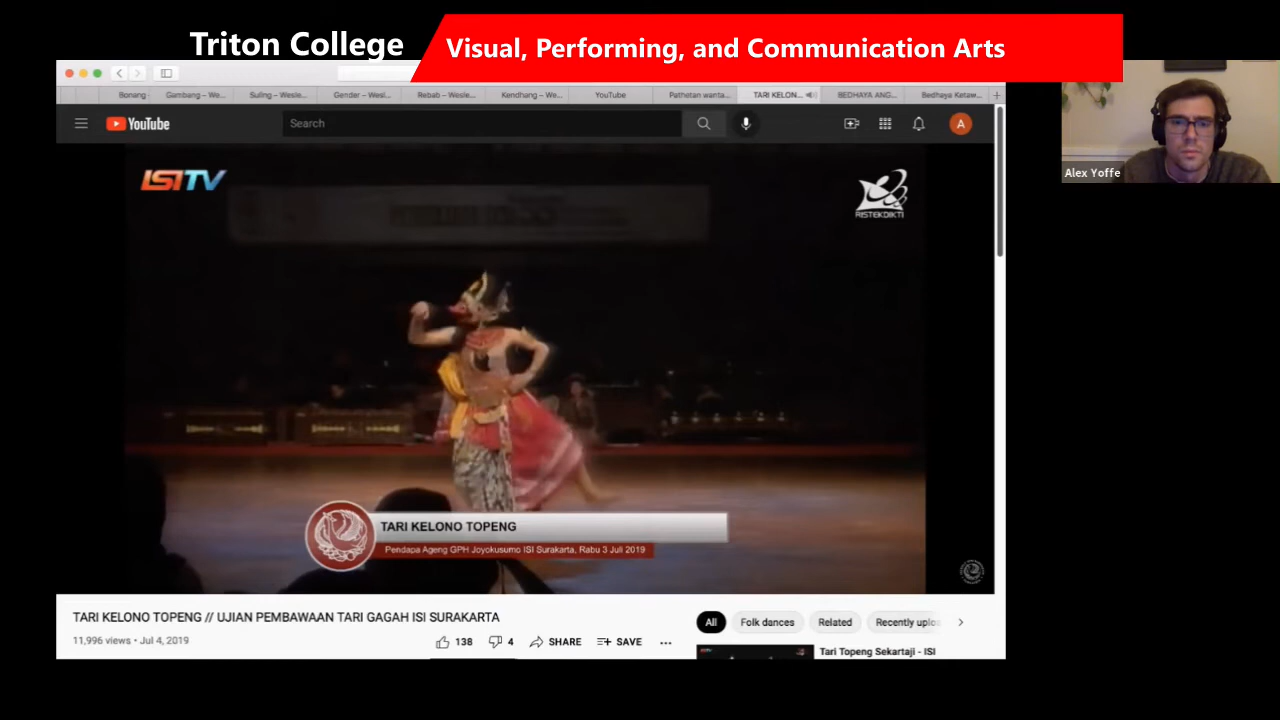 Triton College
Visual, Performing, and Communication Arts
Bonang -
Gambang – We...
Suling – Wesle...
Gender – Wesl...
Rebab – Wesle...
Kendhang – We...
YouTube
Pathetan wanta...
TARI KELON...
BEDHAYA ANG...
Bedhaya Ketaw...
YouTube
Search
A
Alex Yoffe
ISITV
RISTEKDIKTI
TARI KELONO TOPENG
Pendapa Ageng GPH Joyokusumo ISI Surakarta, Rabu 3 Juli 2019
TARI KELONO TOPENG // UJIAN PEMBAWAAN TARI GAGAH ISI SURAKARTA
11,996 views • Jul 4, 2019
138
4
SHARE
SAVE
All
Folk dances
Related
Recently uplo
Tari Topeng Sekartaji - ISI